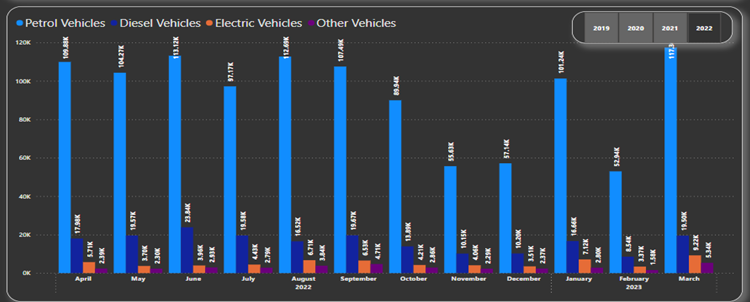 Petrol Vehicles Diesel Vehicles Electric Vehicles Other Vehicles
2019 2020 2021 2022
120K
100K
80K
60K
40K
20K
0K
109.88K 17.98K 5.71K 2.39K
104.27K 19.57K 3.78K 2.30K
113.12K 23.84K 3.96K 2.93K
97.17K 19.58K 4.43K 2.79K
112.69K 16.52K 6.71K 3.84K
107.49K 19.67K 6.53K 4.71K
89.94K 13.89K 4.21K 2.86K
55.63K 10.15K 4.06K 2.29K
57.14K 10.20K 3.51K 2.37K
101.24K 16.66K 7.12K 2.80K
52.94K 8.54K 3.37K 1.58K
19.50K 9.22K 5.34K
April May June July August September October November December January February March
2022 2023